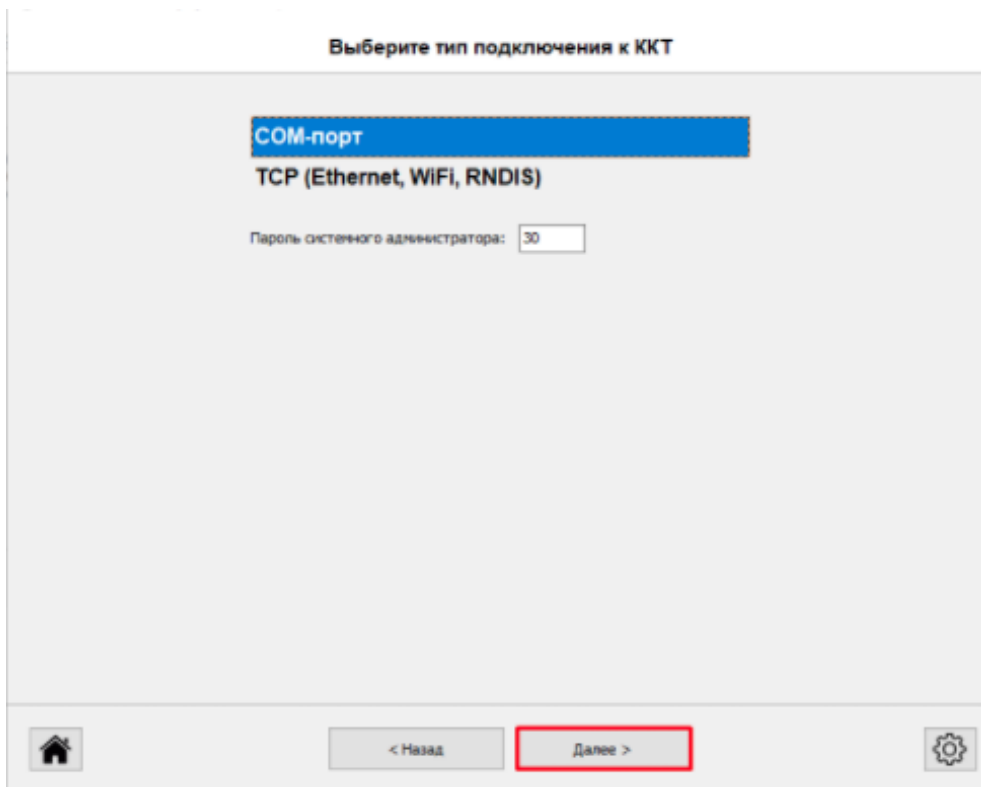 Выберите тип подключения к ККТ
COM-порт
TCP (Ethernet, WiFi, RNDIS)
Пароль системного администратора: 30
< Назад
Далее >